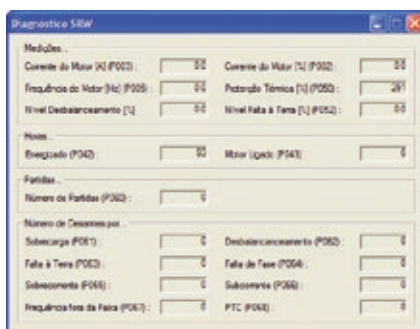 Diagnóstico SRW
Medições...
Corrente do Motor [A] (P003) : 0.0 Corrente do Motor [%] (P002) : 0.0
Frequência do Motor [Hz] (P005) : 0.0 Proteção Térmica [%] (P050) :
Nível Desbalanceamento [%] 0.0 Nível Falta à Terra [%] (P052) : 0.0
Horas...
Energizado (P042) : Motor Ligado (P043) : 0
Partidas...
Número de Partidas (P060) : 0
Número de Desarmes por...
Sobrecarga (P061) : 0 Desbalanceamento (P062) : 0
Falta à Terra (P063) : 0 Falta de Fase (P064) : 0
Sobrecorrente (P065) : 0 Subcorrente (P066) : 0
Frequência fora da Faixa (P067) : 0 PTC (P068) : 0